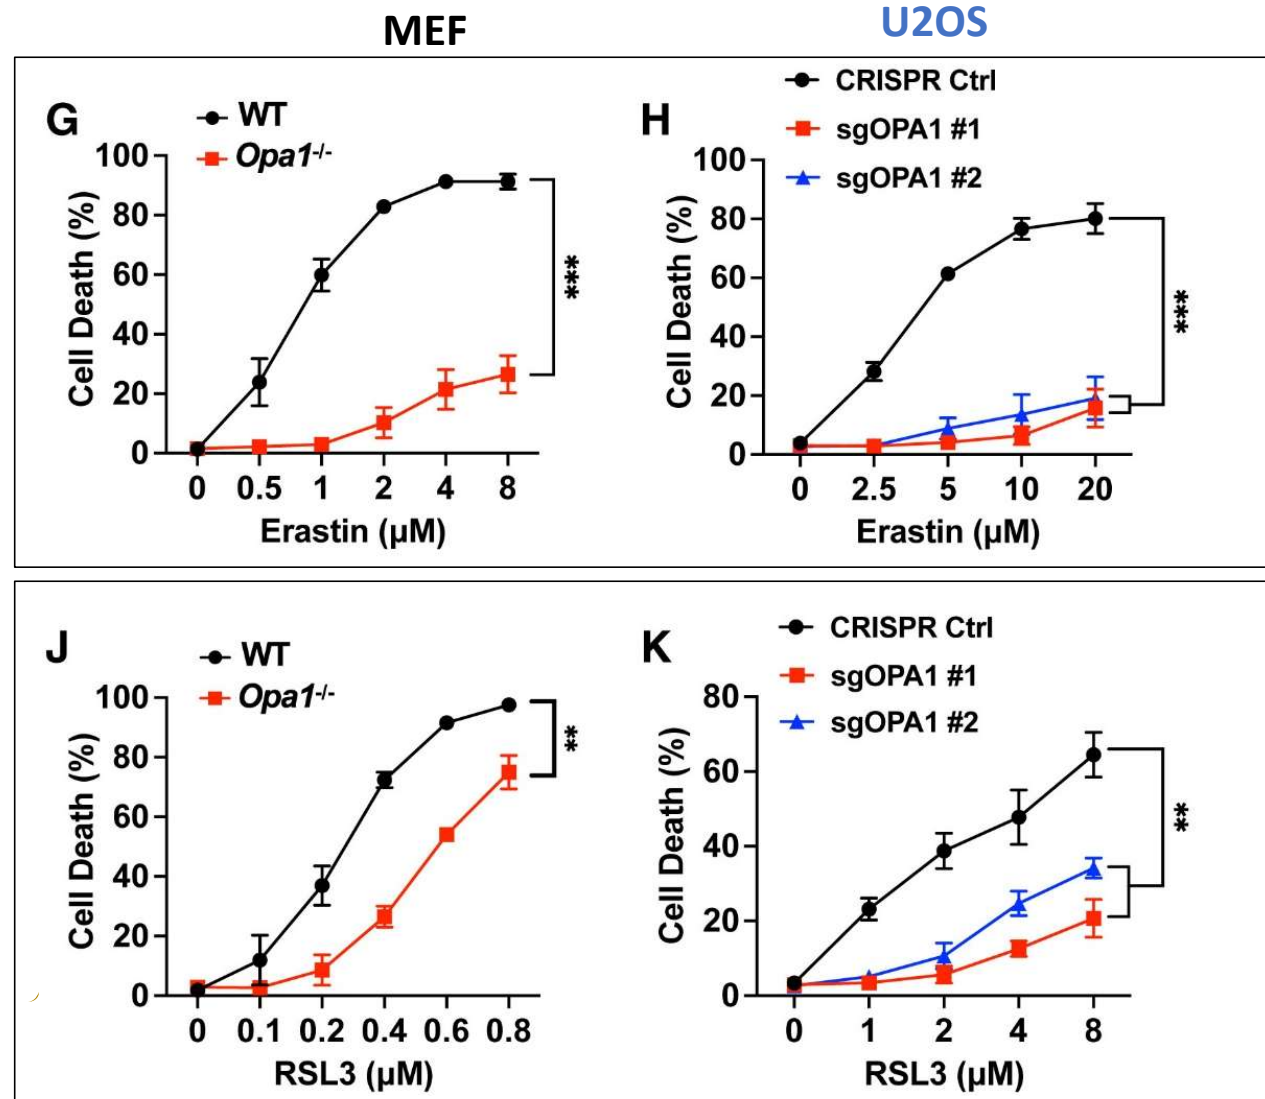 MEF
U2OS
G
WT
Opa1-/-
100
80
60
40
20
0
Cell Death (%)
***
0 0.5 1 2 4 8
Erastin (µM)
H
CRISPR Ctrl
sgOPA1 #1
sgOPA1 #2
100
80
60
40
20
0
Cell Death (%)
***
0 2.5 5 10 20
Erastin (µM)
J
WT
Opa1-/-
100
80
60
40
20
0
Cell Death (%)
**
0 0.1 0.2 0.4 0.6 0.8
RSL3 (µM)
K
CRISPR Ctrl
sgOPA1 #1
sgOPA1 #2
80
60
40
20
0
Cell Death (%)
**
0 1 2 4 8
RSL3 (µM)